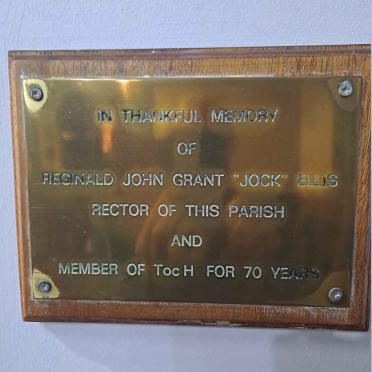 IN THANKFUL MEMORY
OF
REGINALD JOHN GRANT "JOCK" ELLIS
RECTOR OF THIS PARISH
AND
MEMBER OF Toc H FOR 70 YEARS